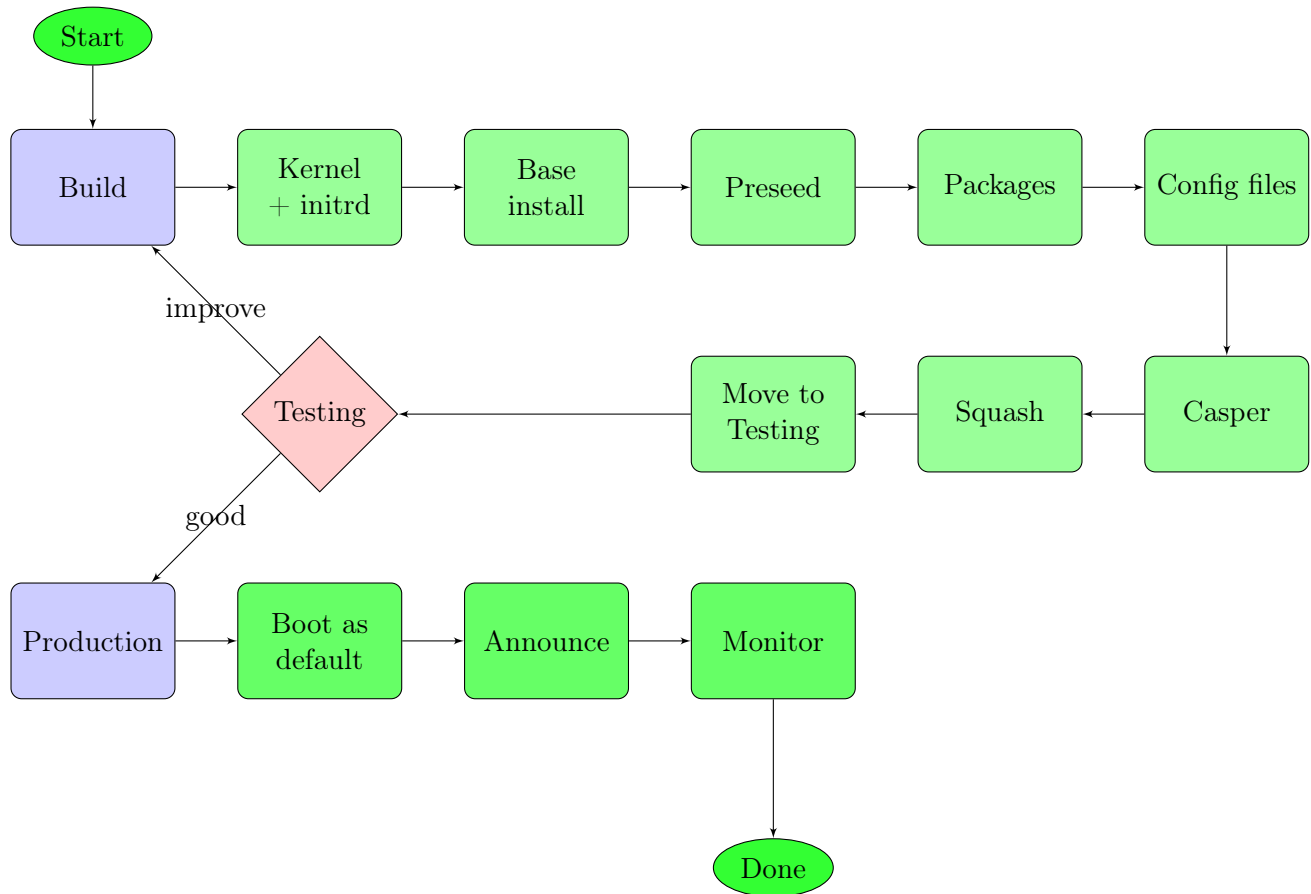 Start
Build
Kernel
+ initrd
Base
install
Preseed
Packages
Config files
improve
Testing
Move to
Testing
Squash
Casper
good
Production
Boot as
default
Announce
Monitor
Done